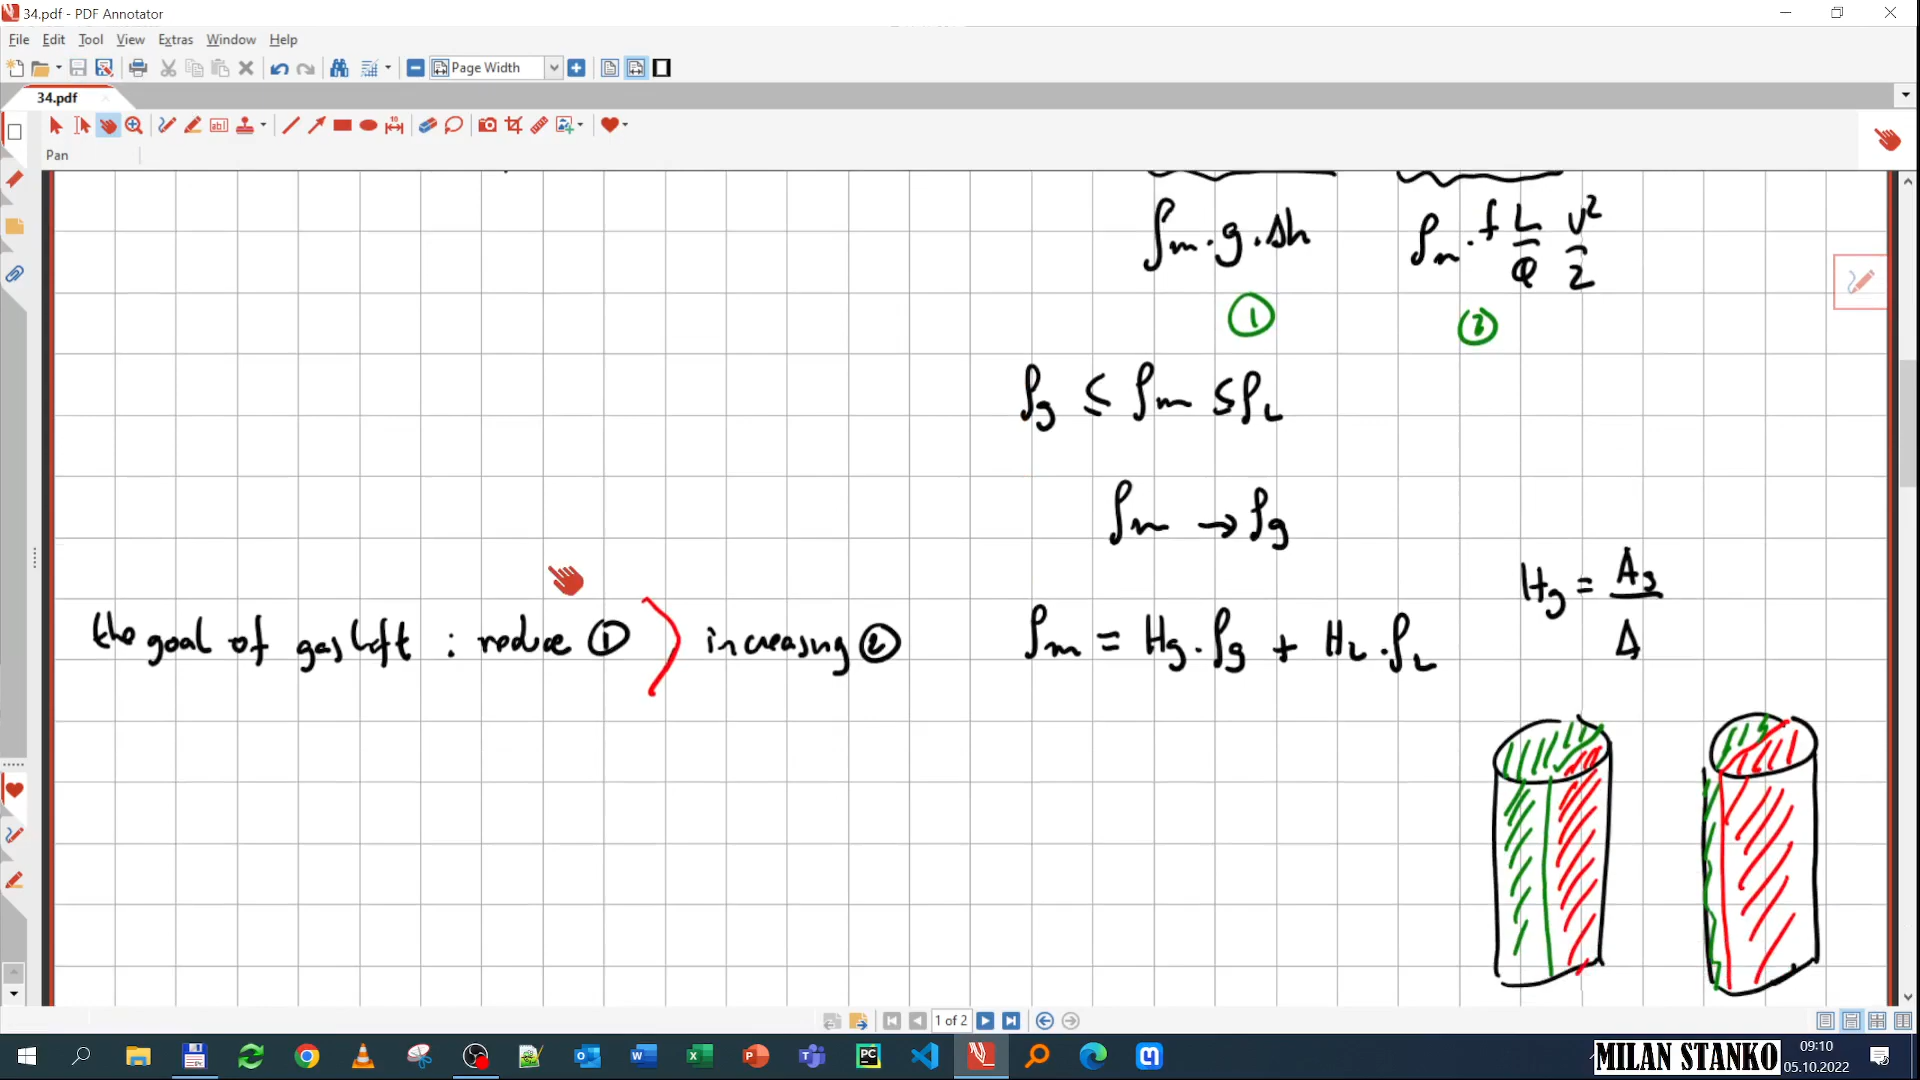 34.pdf - PDF Annotator
File Edit Tool View Extras Window Help
Page Width
34.pdf
Pan
ρm . g . Δh
ρm . f L/Φ V²/2
① ②
ρg ≤ ρm ≤ ρL
ρm → ρg
Hg = Ag/A
the goal of gas lift : reduce ① > increasing ②
ρm = Hg . ρg + HL . ρL
1 of 2
MILAN STANKO
09:10
05.10.2022